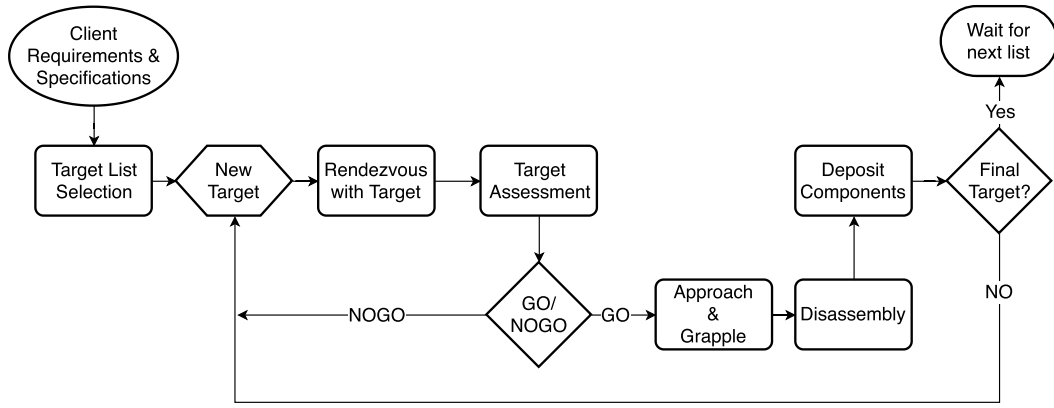 Client
Requirements &
Specifications
Target List
Selection
New
Target
Rendezvous
with Target
Target
Assessment
GO/
NOGO
NOGO
GO
Approach
&
Grapple
Disassembly
Deposit
Components
Final
Target?
Yes
Wait for
next list
NO